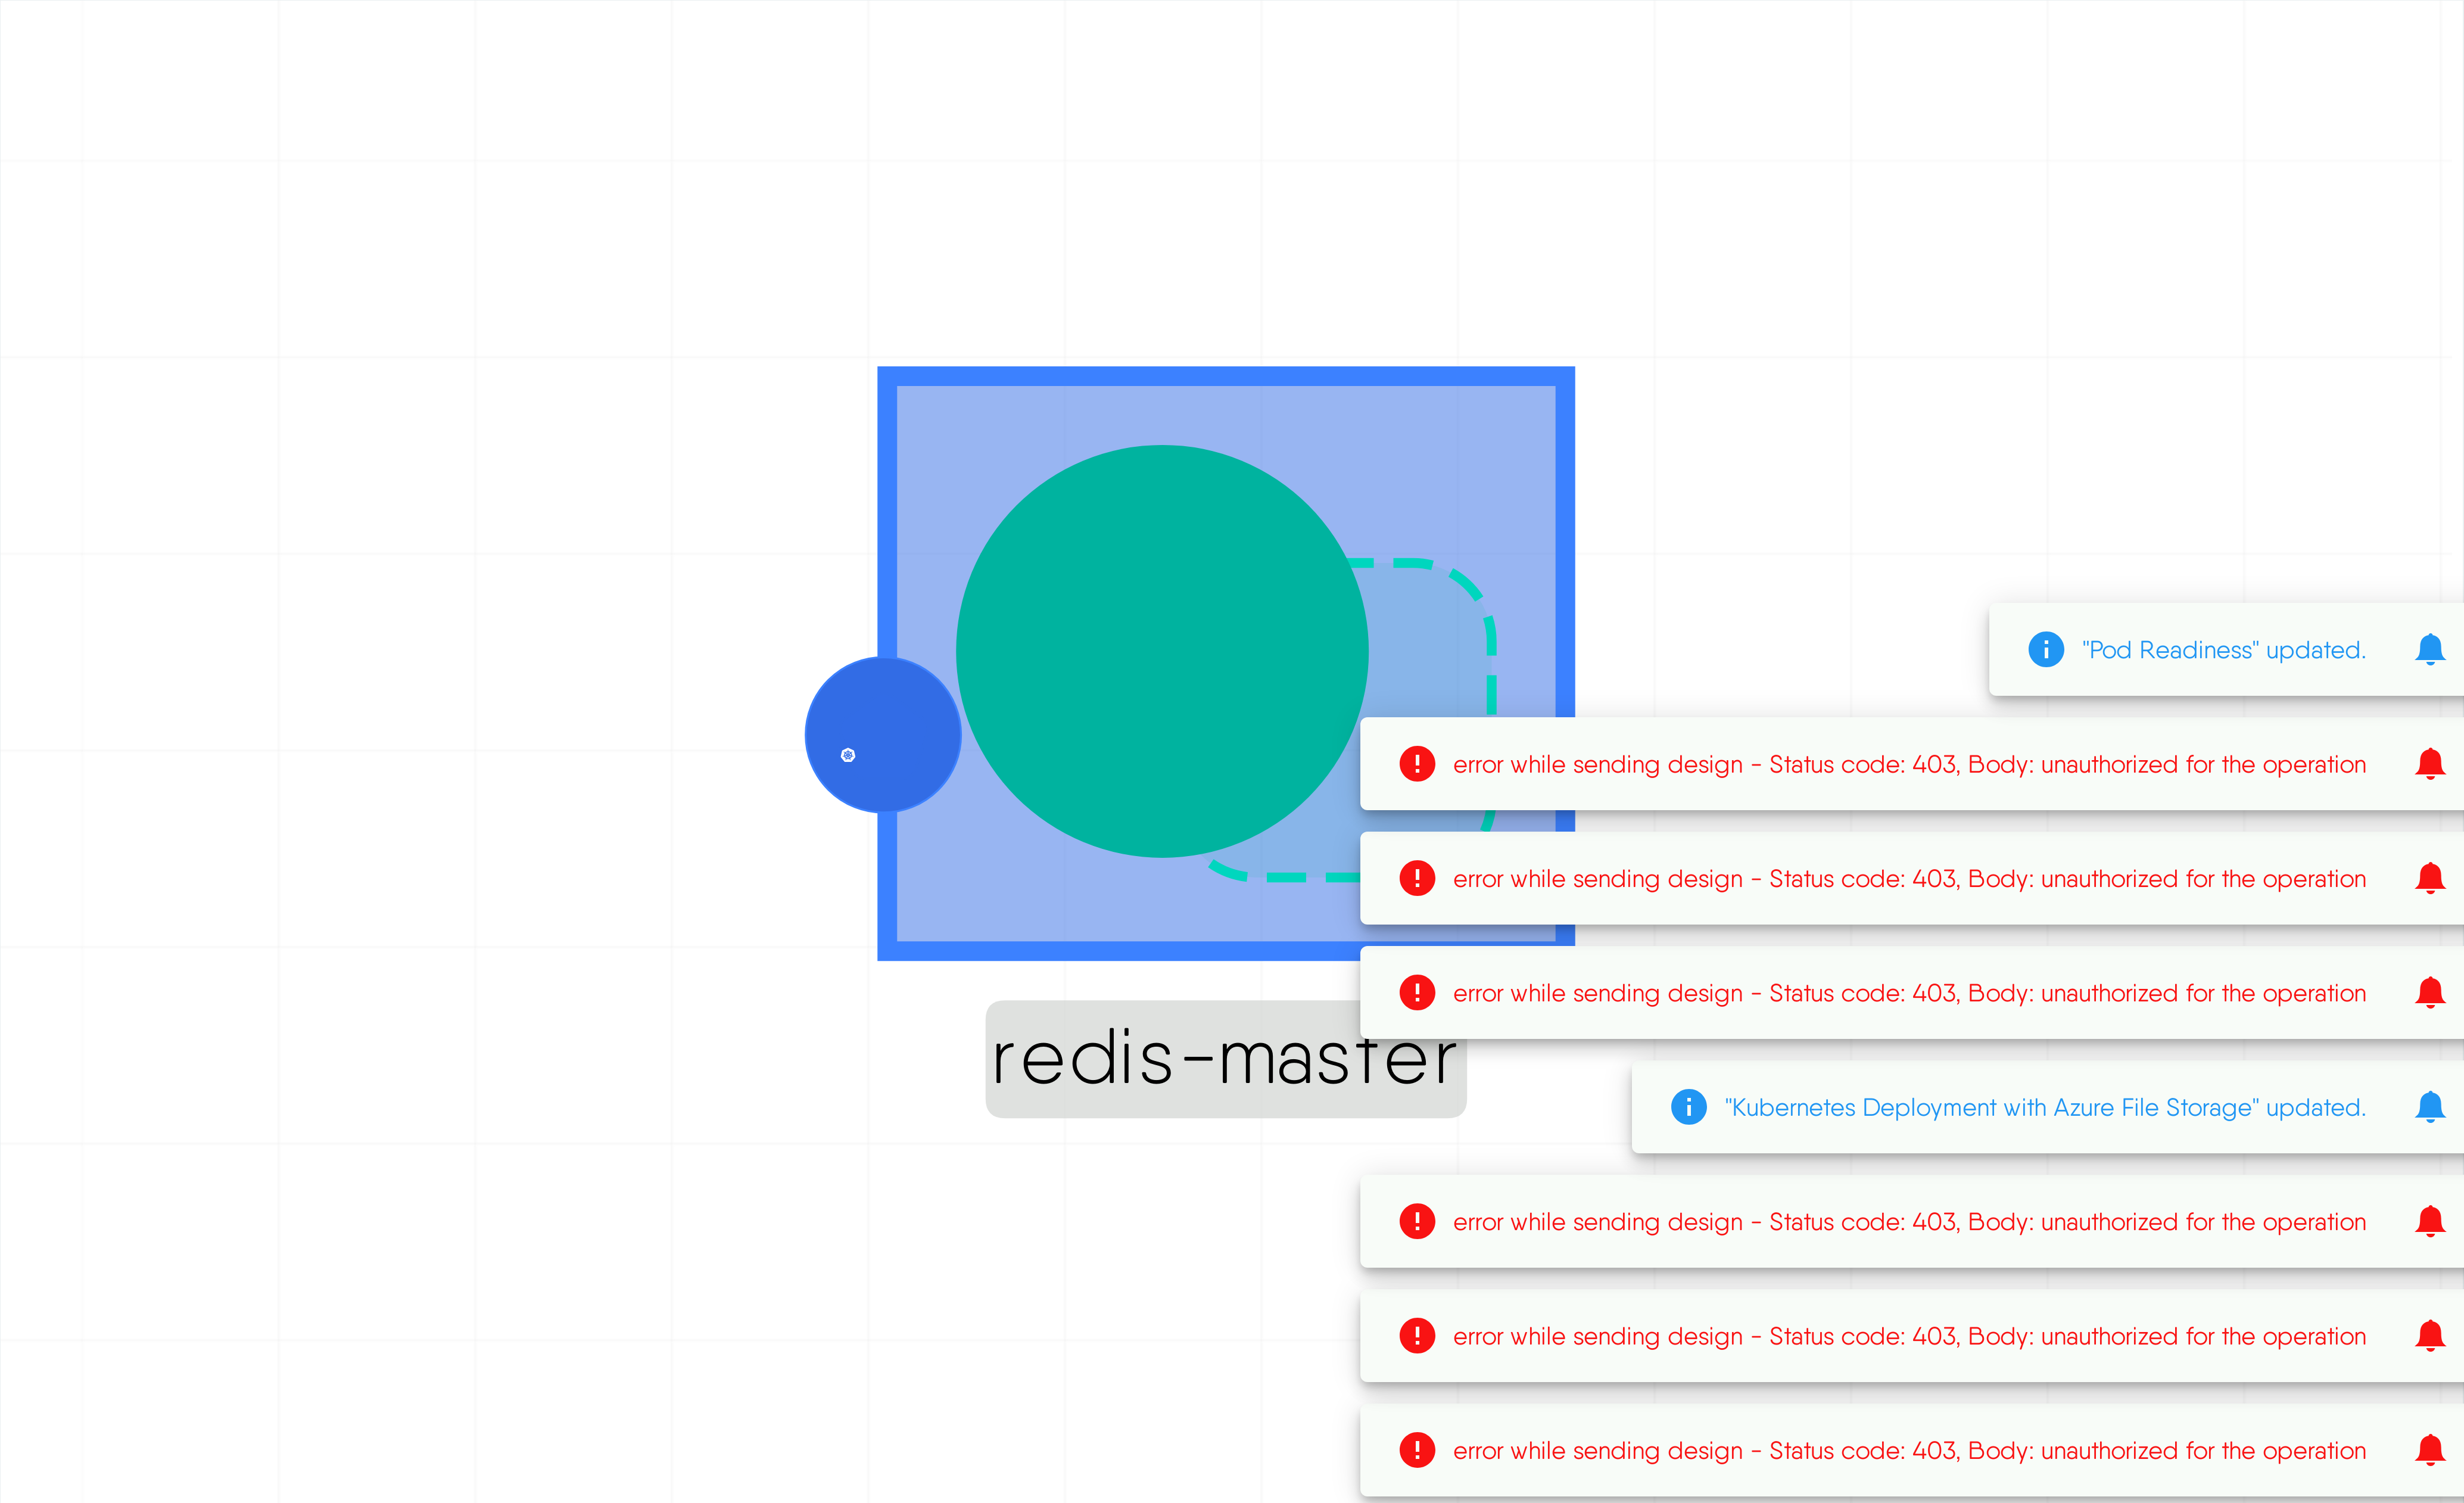 "Pod Readiness" updated.
error while sending design - Status code: 403, Body: unauthorized for the operation
error while sending design - Status code: 403, Body: unauthorized for the operation
error while sending design - Status code: 403, Body: unauthorized for the operation
redis-master
"Kubernetes Deployment with Azure File Storage" updated.
error while sending design - Status code: 403, Body: unauthorized for the operation
error while sending design - Status code: 403, Body: unauthorized for the operation
error while sending design - Status code: 403, Body: unauthorized for the operation